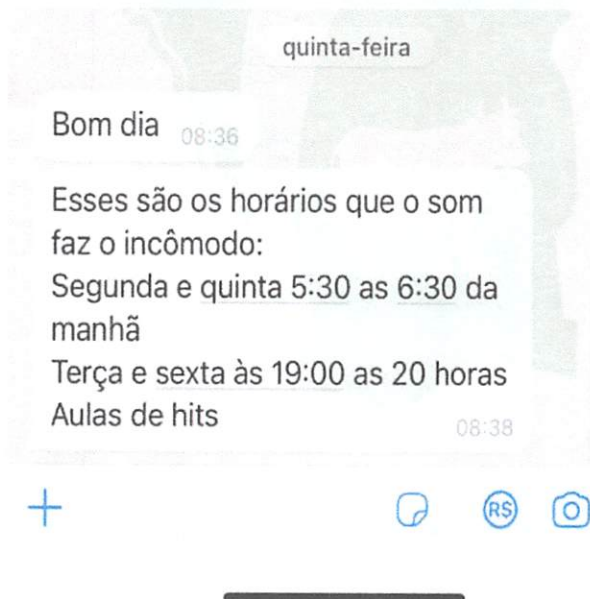 quinta-feira
Bom dia 08:36
Esses são os horários que o som
faz o incômodo:
Segunda e quinta 5:30 as 6:30 da
manhã
Terça e sexta às 19:00 as 20 horas
Aulas de hits
08:38
R$